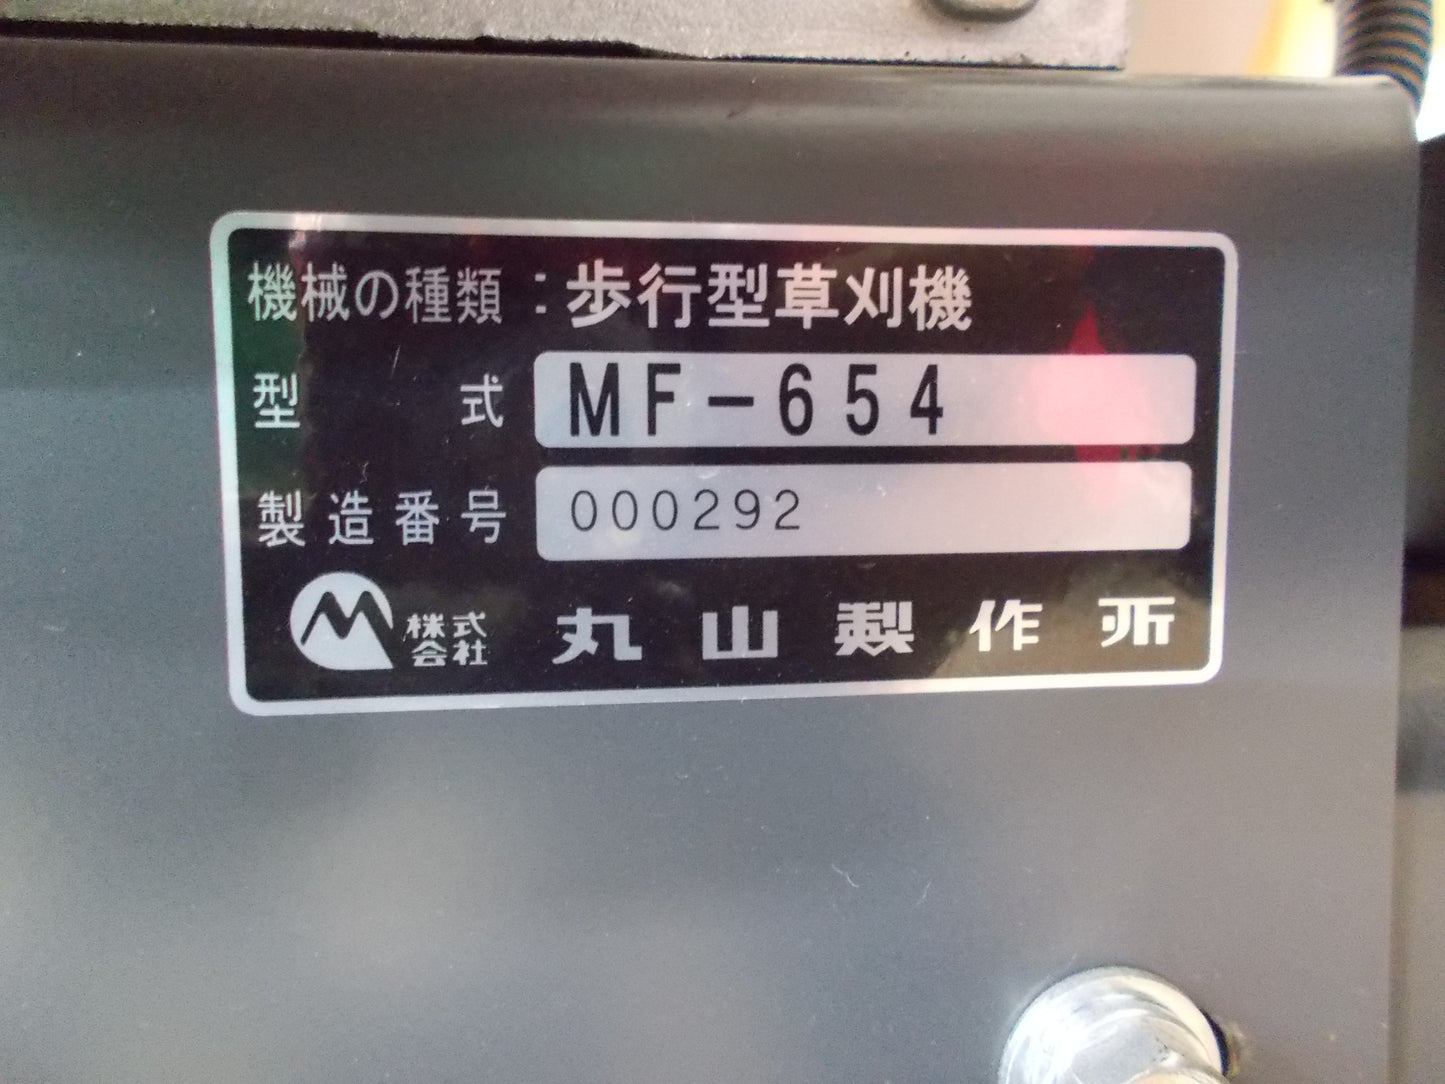 機械の種類：歩行型草刈機
型式 MF-654
製造番号 000292
株式会社 丸山製作所